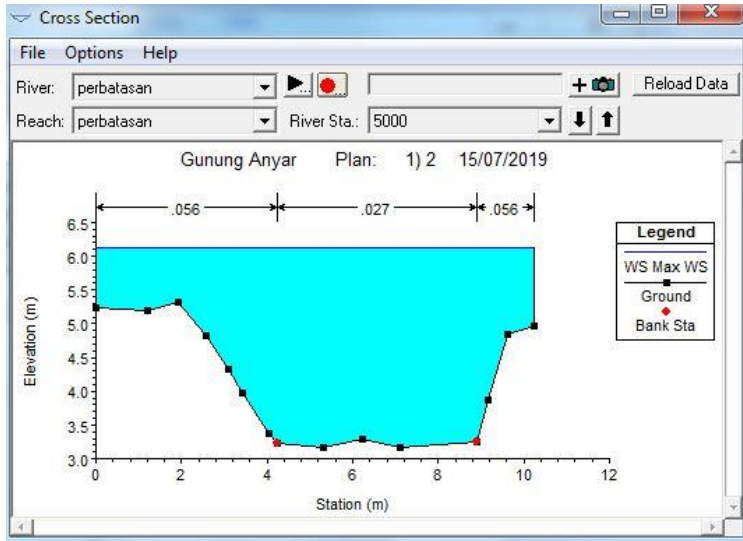 Cross Section
File Options Help
River: perbatasan Reload Data
Reach: perbatasan River Sta.: 5000
Gunung Anyar Plan: 1) 2 15/07/2019
.056 .027 .056
6.5
6.0
5.5
5.0
4.5
4.0
3.5
3.0
Elevation (m)
0 2 4 6 8 10 12
Station (m)
Legend
WS Max WS
Ground
Bank Sta